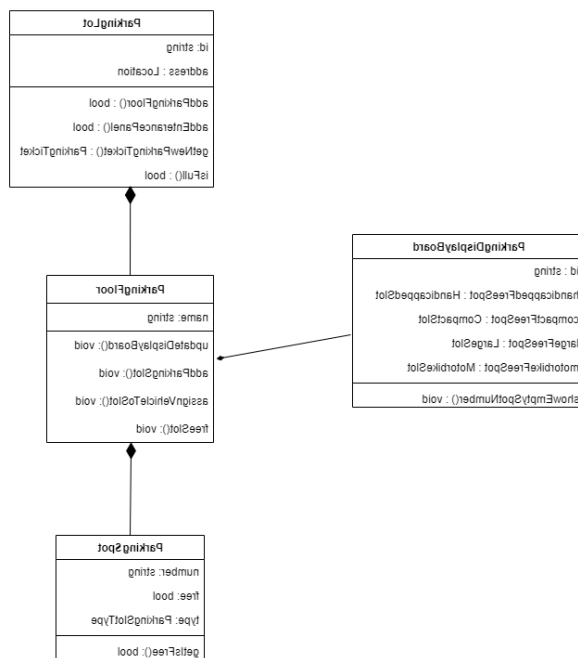 ParkingLot
id: string
address : Location
addParkingFloor() : bool
addEnterancePanel() : bool
getNewParkingTicket() : ParkingTicket
isFull() : bool
ParkingDisplayBoard
id : string
handicappedFreeSpot : HandicappedSlot
compactFreeSpot : CompactSlot
largeFreeSpot : LargeSlot
motorbikeFreeSpot : MotorbikeSlot
showEmptySpotNumber() : void
ParkingFloor
name: string
updateDisplayBoard(): void
addParkingSlot(): void
assignVehicleToSlot(): void
freeSlot(): void
ParkingSpot
number: string
free: bool
type: ParkingSlotType
getIsFree(): bool